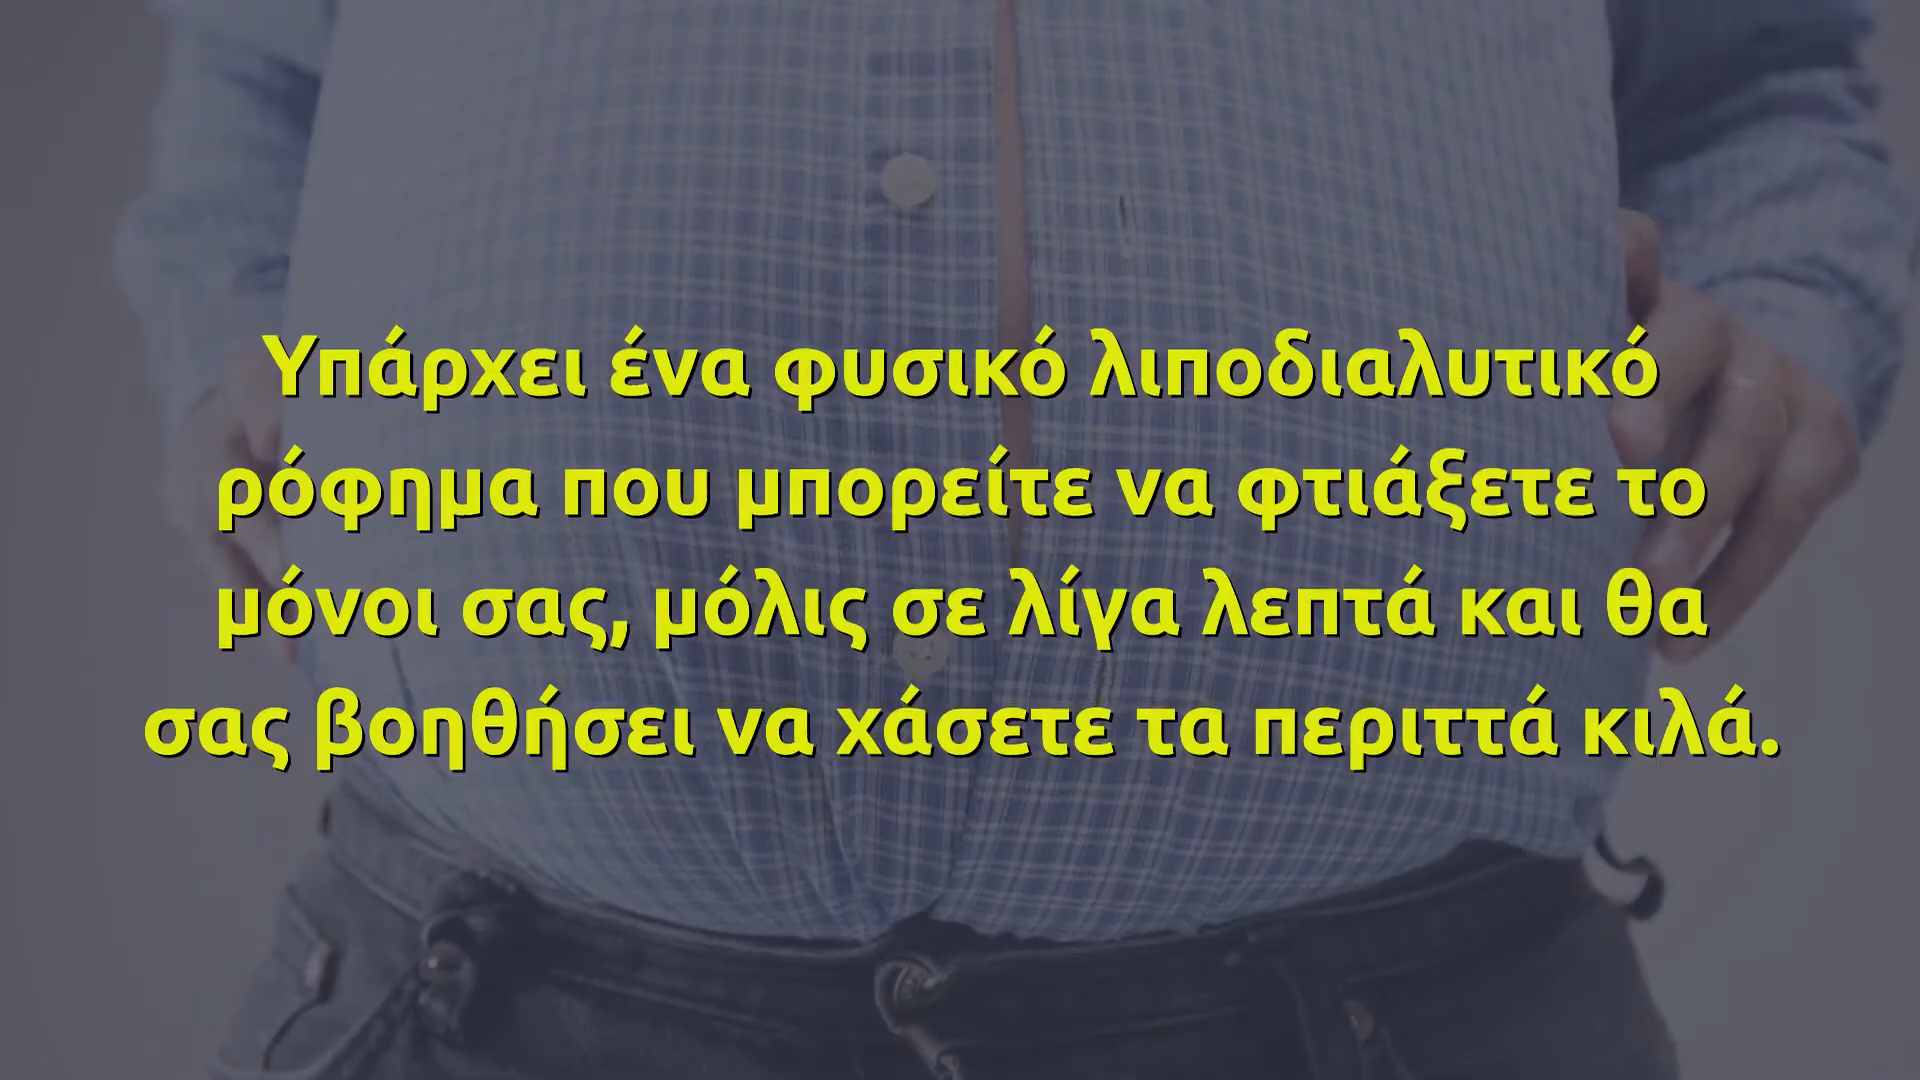 Υπάρχει ένα φυσικό λιποδιαλυτικό
ρόφημα που μπορείτε να φτιάξετε το
μόνοι σας, μόλις σε λίγα λεπτά και θα
σας βοηθήσει να χάσετε τα περιττά κιλά.